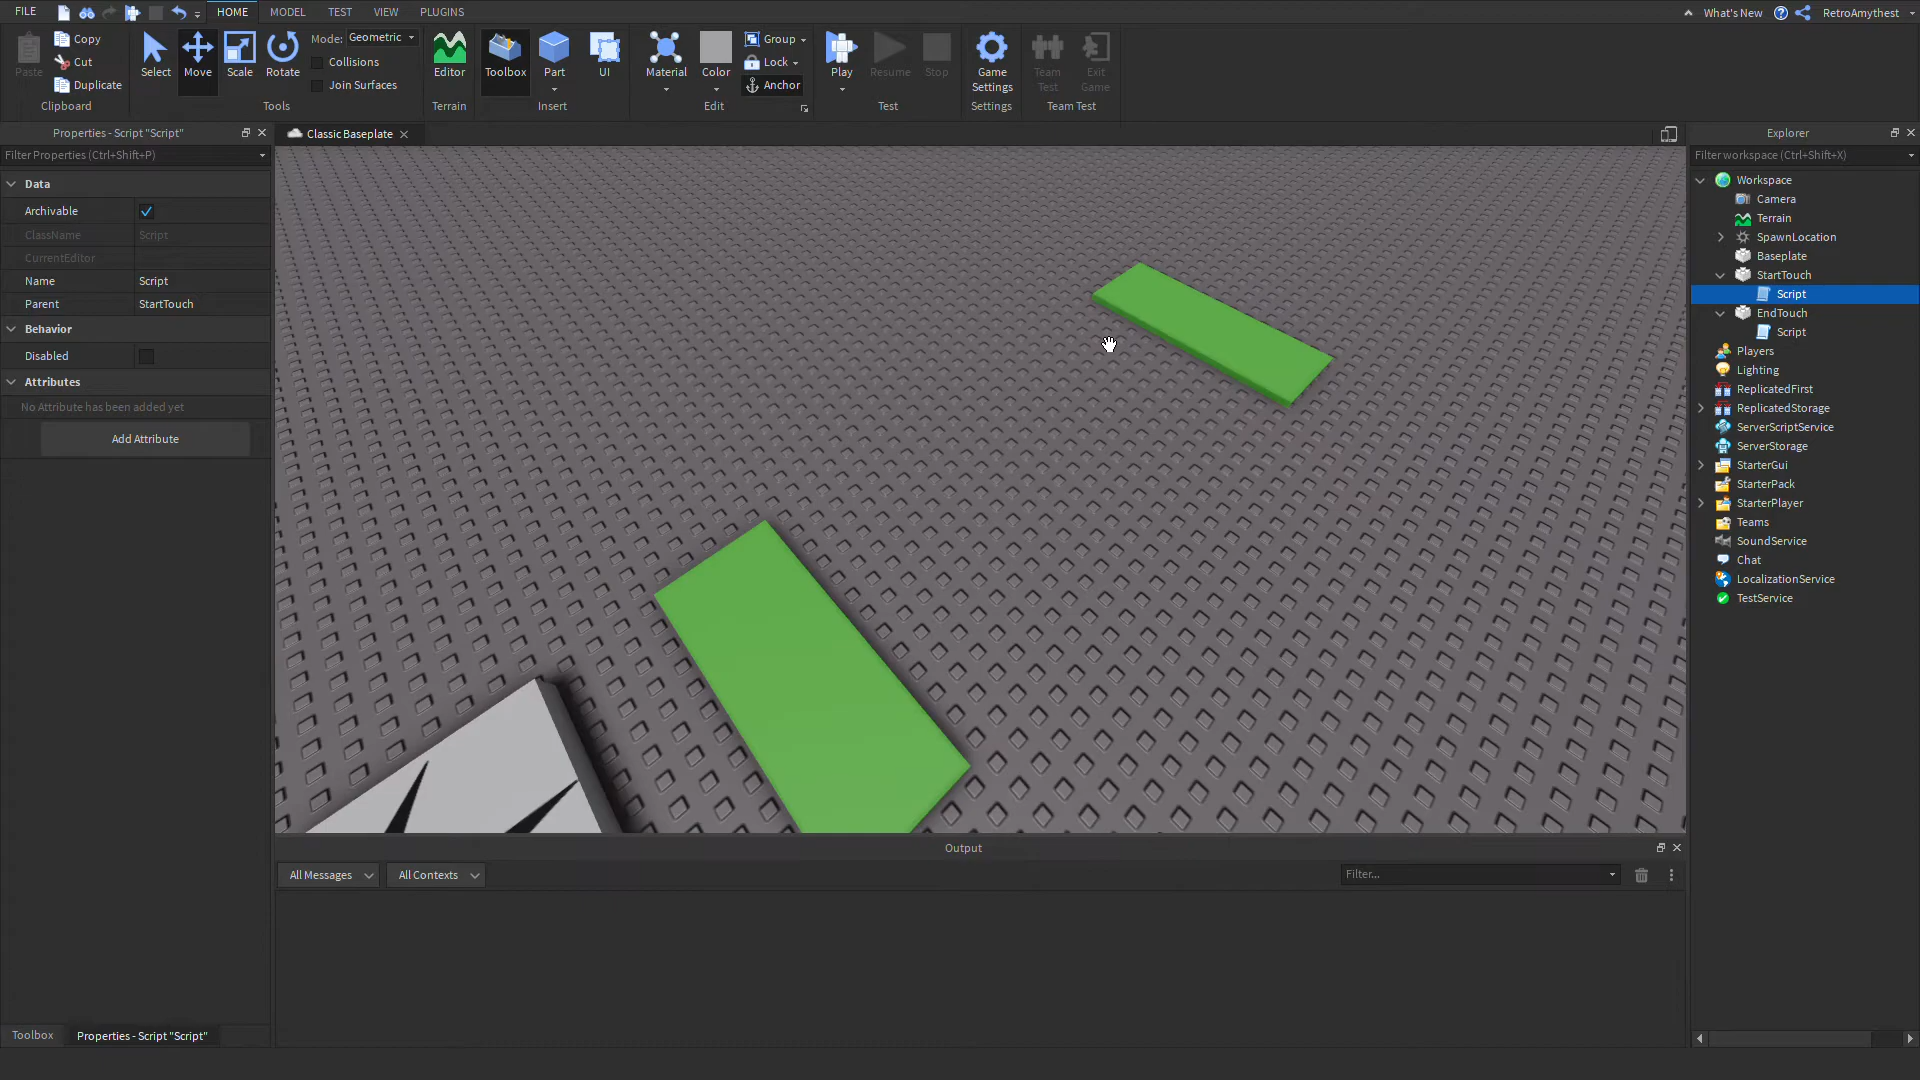 FILE HOME MODEL TEST VIEW PLUGINS What's New RetroAmythest
Paste Copy Cut Duplicate Clipboard
Select Move Scale Rotate Mode: Geometric Collisions Join Surfaces Tools
Editor Terrain
Toolbox Part UI Insert
Material Color Group Lock Anchor Edit
Play Resume Stop Test
Game Settings Settings
Team Test Exit Game Team Test
Properties - Script "Script"
Filter Properties (Ctrl+Shift+P)
Data
Archivable
ClassName Script
CurrentEditor
Name Script
Parent StartTouch
Behavior
Disabled
Attributes
No Attribute has been added yet
Add Attribute
Toolbox Properties - Script "Script"
Classic Baseplate
Output
All Messages All Contexts Filter...
Explorer
Filter workspace (Ctrl+Shift+X)
Workspace
Camera
Terrain
SpawnLocation
Baseplate
StartTouch
Script
EndTouch
Script
Players
Lighting
ReplicatedFirst
ReplicatedStorage
ServerScriptService
ServerStorage
StarterGui
StarterPack
StarterPlayer
Teams
SoundService
Chat
LocalizationService
TestService